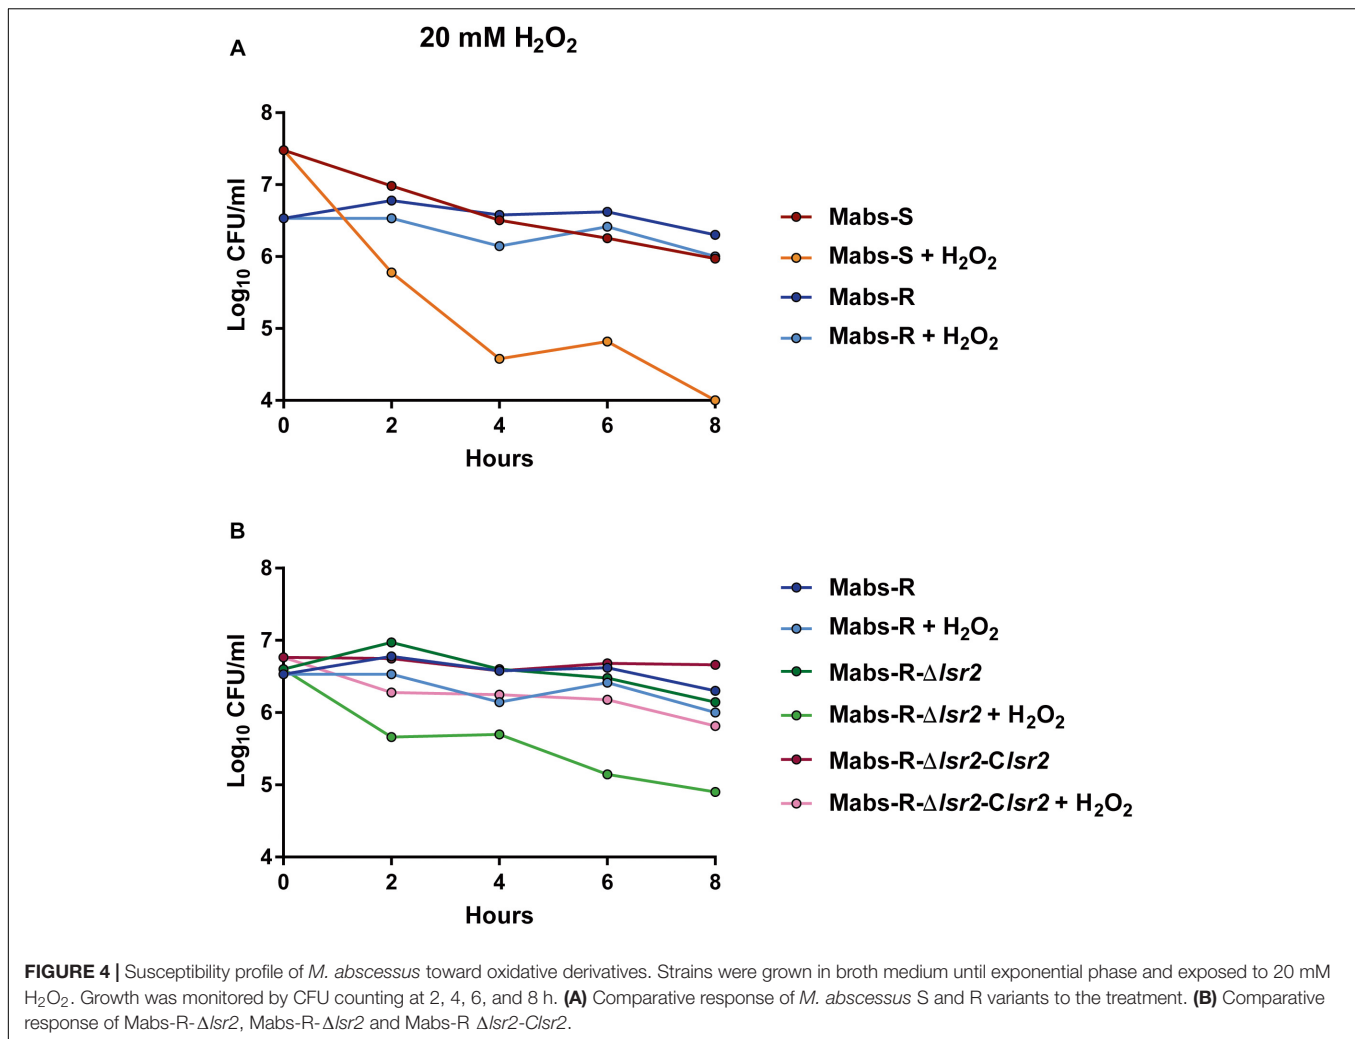 A
20 mM H₂O₂
8
7
6
5
4
Log₁₀ CFU/ml
0 2 4 6 8
Hours
Mabs-S
Mabs-S + H₂O₂
Mabs-R
Mabs-R + H₂O₂
B
8
7
6
5
4
Log₁₀ CFU/ml
0 2 4 6 8
Hours
Mabs-R
Mabs-R + H₂O₂
Mabs-R-Δlsr2
Mabs-R-Δlsr2 + H₂O₂
Mabs-R-Δlsr2-Clsr2
Mabs-R-Δlsr2-Clsr2 + H₂O₂
FIGURE 4 | Susceptibility profile of M. abscessus toward oxidative derivatives. Strains were grown in broth medium until exponential phase and exposed to 20 mM
H₂O₂. Growth was monitored by CFU counting at 2, 4, 6, and 8 h. (A) Comparative response of M. abscessus S and R variants to the treatment. (B) Comparative
response of Mabs-R-Δlsr2, Mabs-R-Δlsr2 and Mabs-R Δlsr2-Clsr2.